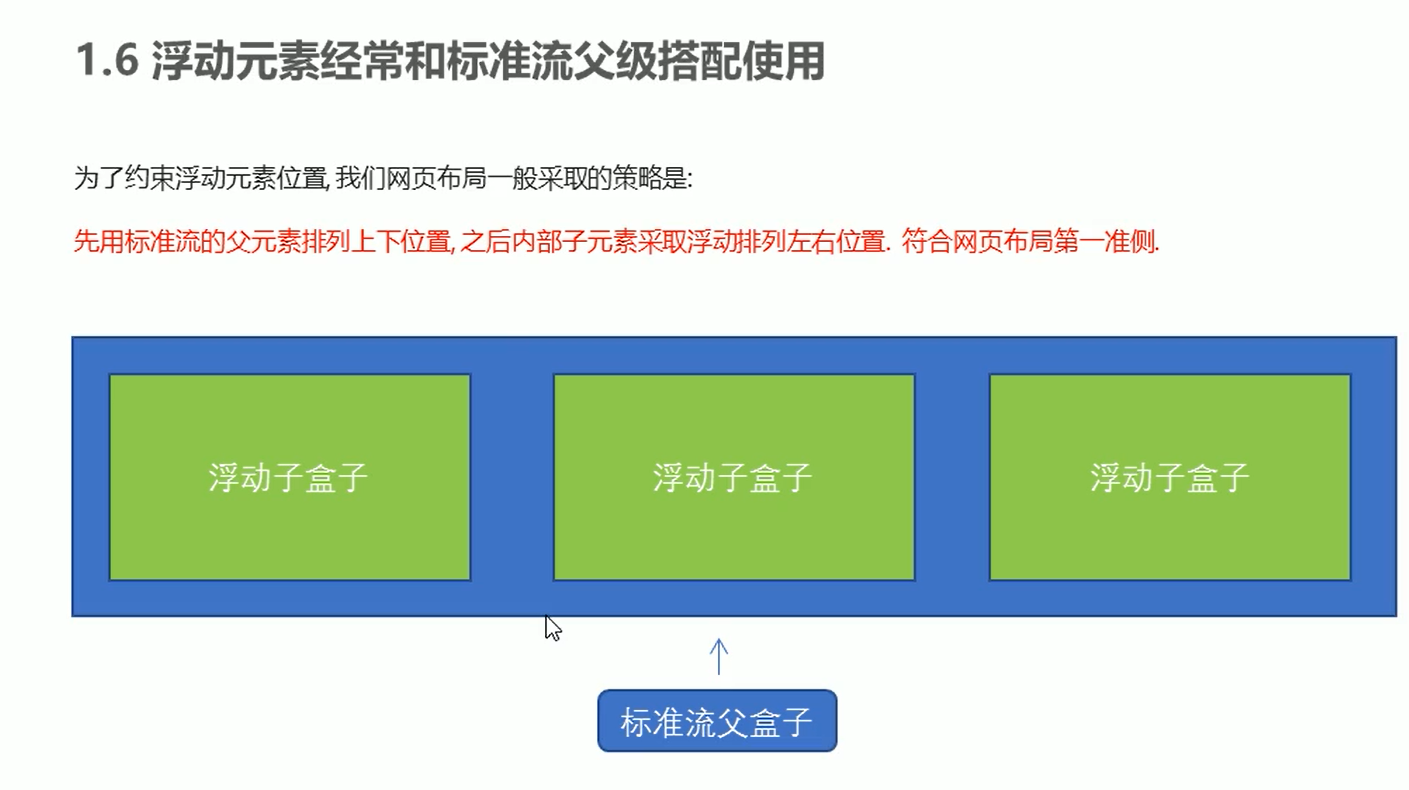 1.6 浮动元素经常和标准流父级搭配使用
为了约束浮动元素位置, 我们网页布局一般采取的策略是:
先用标准流的父元素排列上下位置, 之后内部子元素采取浮动排列左右位置. 符合网页布局第一准侧.
浮动子盒子
浮动子盒子
浮动子盒子
标准流父盒子